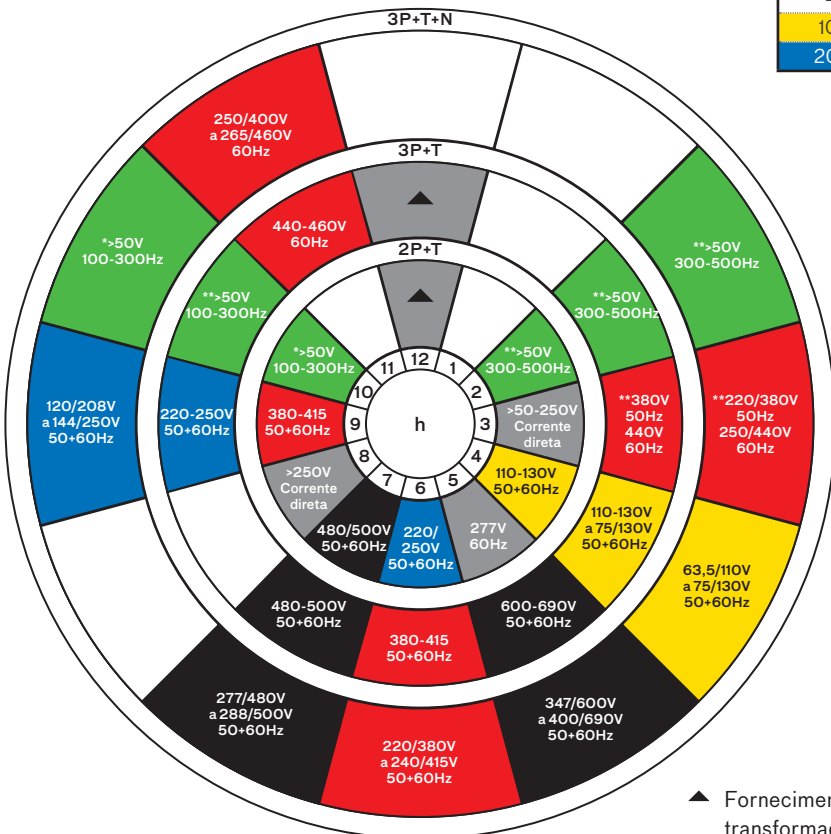 3P+T+N
10
20
250/400V
a 265/460V
60Hz
*>50V
100-300Hz
**>50V
300-500Hz
120/208V
a 144/250V
50+60Hz
**220/380V
50Hz
250/440V
60Hz
63,5/110V
a 75/130V
50+60Hz
277/480V
a 288/500V
50+60Hz
220/380V
a 240/415V
50+60Hz
347/600V
a 400/690V
50+60Hz
3P+T
▲
440-460V
60Hz
**>50V
100-300Hz
**>50V
300-500Hz
220-250V
50+60Hz
**380V
50Hz
440V
60Hz
110-130V
a 75/130V
50+60Hz
480-500V
50+60Hz
380-415
50+60Hz
600-690V
50+60Hz
2P+T
▲
*>50V
100-300Hz
**>50V
300-500Hz
380-415
50+60Hz
>50-250V
Corrente
direta
>250V
Corrente
direta
110-130V
50+60Hz
480/500V
50+60Hz
220/
250V
50+60Hz
277V
60Hz
12
1
2
3
4
5
6
7
8
9
10
11
h
▲ Fornecimen
transformad